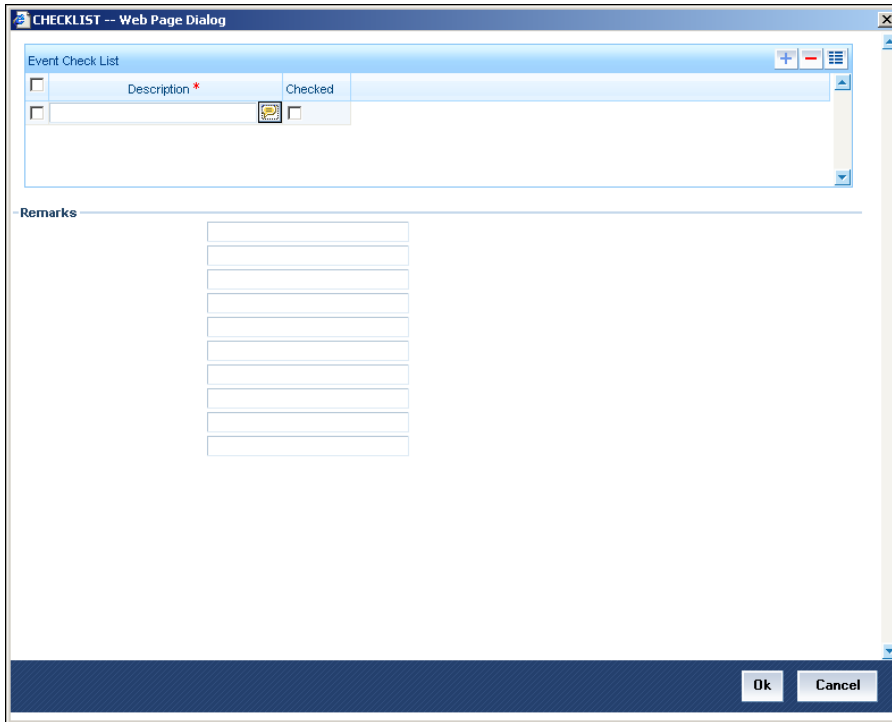 CHECKLIST -- Web Page Dialog
Event Check List
Description * Checked
Remarks
Ok Cancel